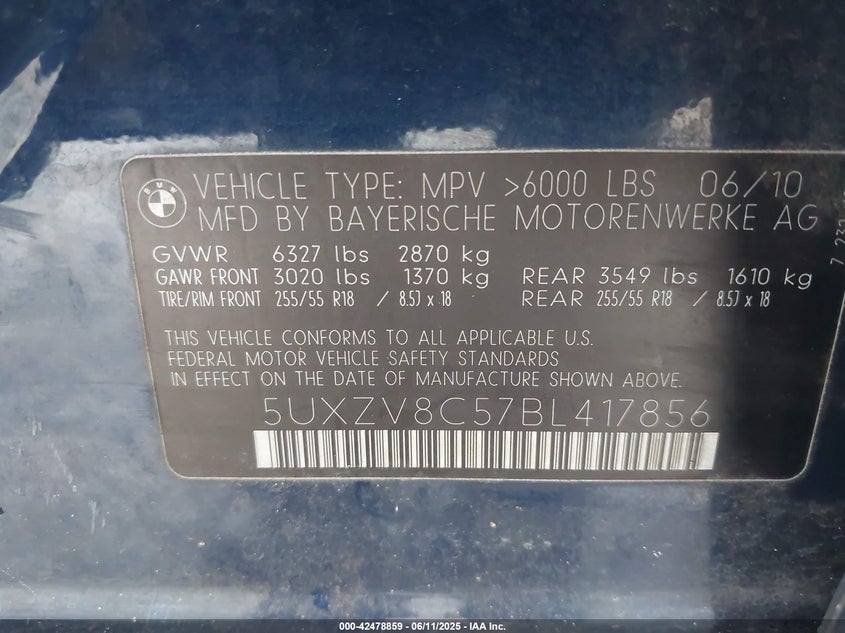 BMW
VEHICLE TYPE: MPV >6000 LBS 06/10
MFD BY BAYERISCHE MOTORENWERKE AG
GVWR 6327 lbs 2870 kg
GAWR FRONT 3020 lbs 1370 kg REAR 3549 lbs 1610 kg
TIRE/RIM FRONT 255/55 R18 / 8.5J x 18 REAR 255/55 R18 / 8.5J x 18
THIS VEHICLE CONFORMS TO ALL APPLICABLE U.S.
FEDERAL MOTOR VEHICLE SAFETY STANDARDS
IN EFFECT ON THE DATE OF MANUFACTURE SHOWN ABOVE.
5UXZV8C57BL417856
000-42478859 - 06/11/2025 - IAA Inc.